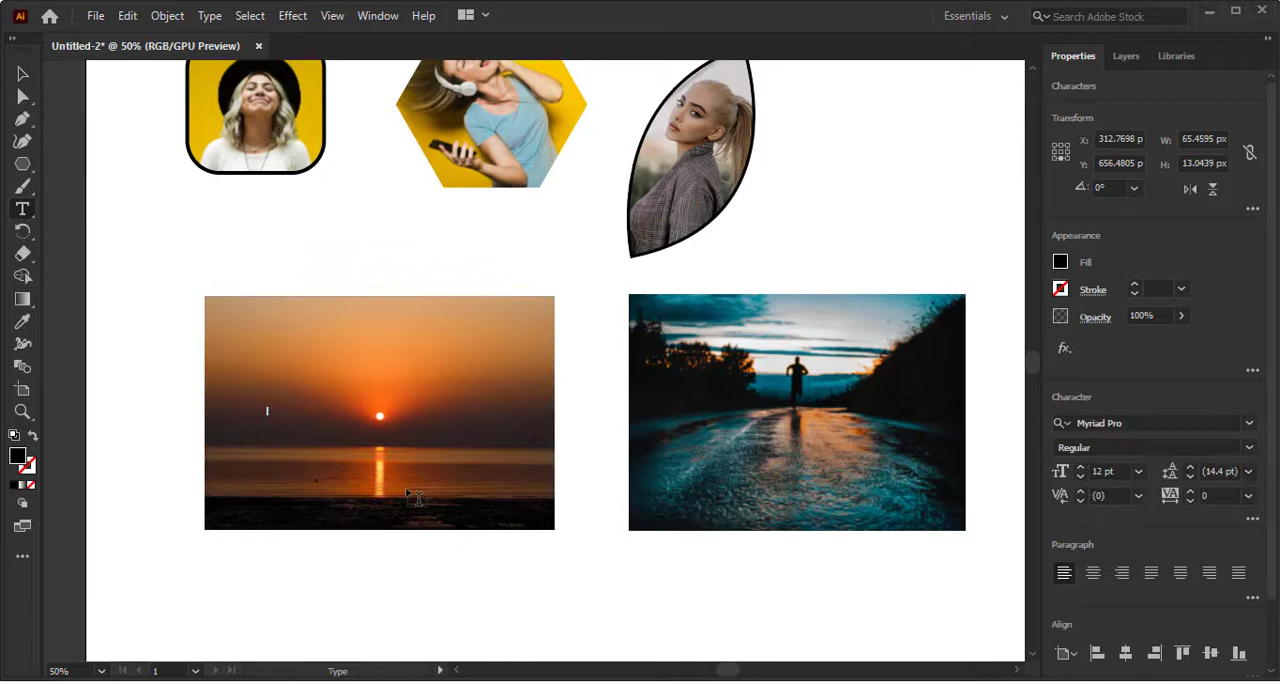 Ai File Edit Object Type Select Effect View Window Help Essentials Search Adobe Stock
Untitled-2* @ 50% (RGB/GPU Preview) ×
Properties Layers Libraries
Characters
Transform
X: 312.7698 p W: 65.4595 px
Y: 656.4805 p H: 13.0439 px
0°
Appearance
Fill
Stroke
Opacity 100%
fx.
Character
Myriad Pro
Regular
12 pt (14.4 pt)
(0) 0
Paragraph
Align
50% 1 Type